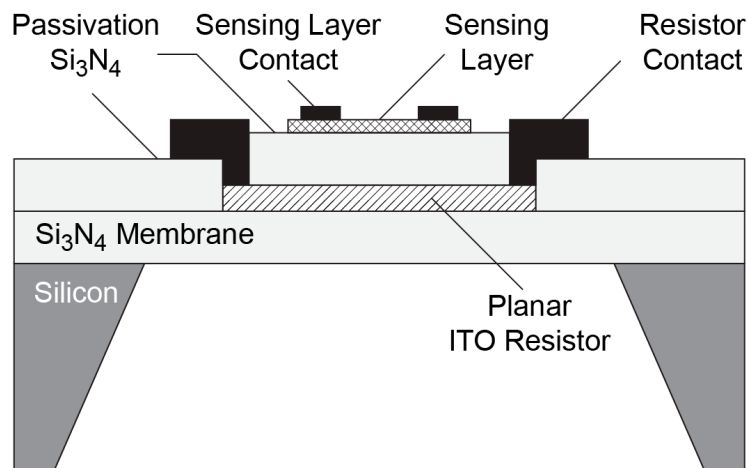 Passivation
Si₃N₄
Sensing Layer
Contact
Sensing
Layer
Resistor
Contact
Si₃N₄ Membrane
Silicon
Planar
ITO Resistor